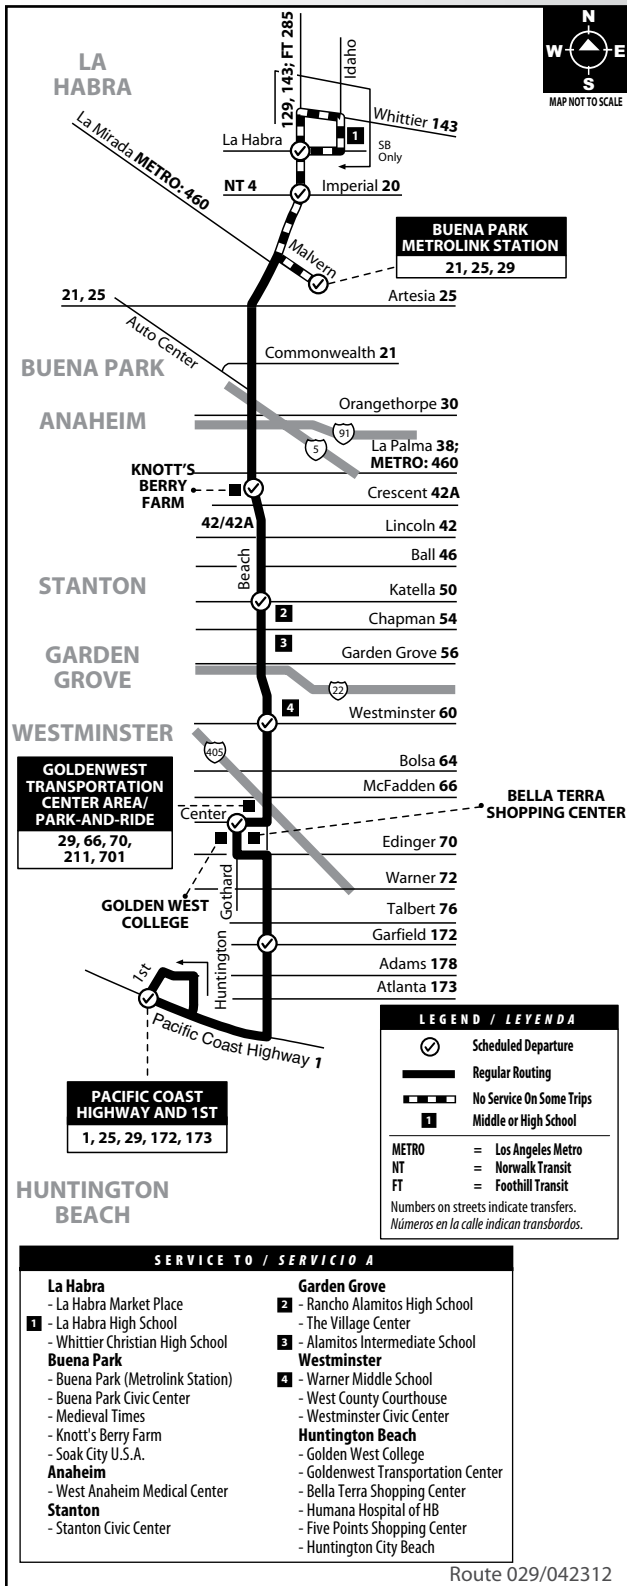 N
W E
S
MAP NOT TO SCALE
LA
HABRA
129, 143; FT 285
Idaho
Whittier 143
La Habra
1
SB
Only
La Mirada METRO: 460
NT 4
Imperial 20
Malvern
BUENA PARK
METROLINK STATION
21, 25, 29
21, 25
Artesia 25
Auto Center
Commonwealth 21
BUENA PARK
Orangethorpe 30
ANAHEIM
91
5
La Palma 38;
METRO: 460
KNOTT'S
BERRY
FARM
Crescent 42A
42/42A
Lincoln 42
Ball 46
Beach
STANTON
Katella 50
2
Chapman 54
3
GARDEN
GROVE
Garden Grove 56
22
4
Westminster 60
WESTMINSTER
405
Bolsa 64
GOLDENWEST
TRANSPORTATION
CENTER AREA/
PARK-AND-RIDE
29, 66, 70,
211, 701
McFadden 66
Center
BELLA TERRA
SHOPPING CENTER
Edinger 70
Gothard
Warner 72
GOLDEN WEST
COLLEGE
Talbert 76
Garfield 172
Huntington
Adams 178
1st
Atlanta 173
Pacific Coast Highway 1
PACIFIC COAST
HIGHWAY AND 1ST
1, 25, 29, 172, 173
HUNTINGTON
BEACH
LEGEND / LEYENDA
Scheduled Departure
Regular Routing
No Service On Some Trips
1 Middle or High School
METRO = Los Angeles Metro
NT = Norwalk Transit
FT = Foothill Transit
Numbers on streets indicate transfers.
Números en la calle indican transbordos.
SERVICE TO / SERVICIO A
La Habra
- La Habra Market Place
1 - La Habra High School
- Whittier Christian High School
Buena Park
- Buena Park (Metrolink Station)
- Buena Park Civic Center
- Medieval Times
- Knott's Berry Farm
- Soak City U.S.A.
Anaheim
- West Anaheim Medical Center
Stanton
- Stanton Civic Center
Garden Grove
2 - Rancho Alamitos High School
- The Village Center
3 - Alamitos Intermediate School
Westminster
4 - Warner Middle School
- West County Courthouse
- Westminster Civic Center
Huntington Beach
- Golden West College
- Goldenwest Transportation Center
- Bella Terra Shopping Center
- Humana Hospital of HB
- Five Points Shopping Center
- Huntington City Beach
Route 029/042312